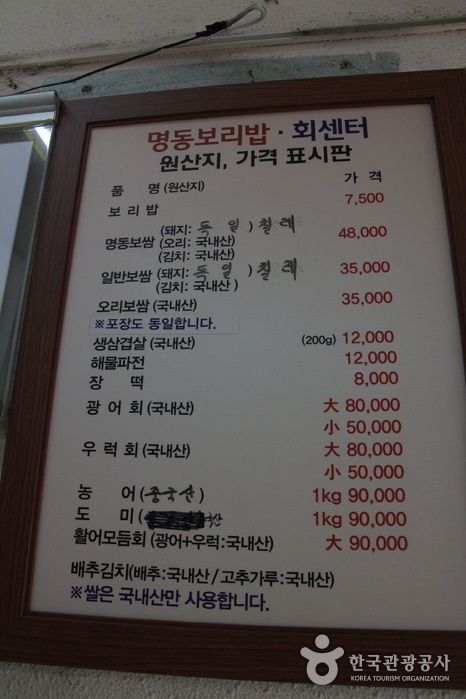 명동보리밥 · 회센터
원산지, 가격 표시판
품 명 (원산지) 가 격
보 리 밥 7,500
(돼지: 독 일 ) 칠레
명동보쌈 (오리: 국내산) 48,000
(김치: 국내산)
일반보쌈 (돼지: 독 일 ) 칠레 35,000
(김치: 국내산 )
오리보쌈 (국내산) 35,000
※포장도 동일합니다.
생삼겹살 (국내산) (200g) 12,000
해물파전 12,000
장 떡 8,000
광 어 회 (국내산) 大 80,000
小 50,000
우 럭 회 (국내산) 大 80,000
小 50,000
농 어 (중국산) 1kg 90,000
도 미 ( 1kg 90,000
활어모듬회 (광어+우럭:국내산) 大 90,000
배추김치(배추:국내산 / 고추가루:국내산)
※쌀은 국내산만 사용합니다.
한국관광공사
KOREA TOURISM ORGANIZATION